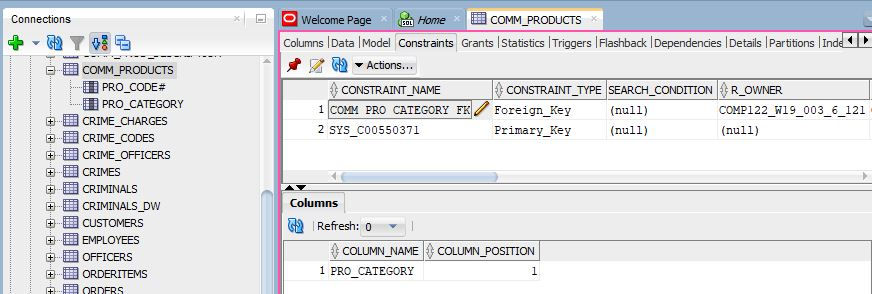 Connections
COMM_PRODUCTS
PRO_CODE#
PRO_CATEGORY
CRIME_CHARGES
CRIME_CODES
CRIME_OFFICERS
CRIMES
CRIMINALS
CRIMINALS_DW
CUSTOMERS
EMPLOYEES
OFFICERS
ORDERITEMS
ORDERS
Welcome Page Home COMM_PRODUCTS
Columns Data Model Constraints Grants Statistics Triggers Flashback Dependencies Details Partitions Inde
Actions...
CONSTRAINT_NAME CONSTRAINT_TYPE SEARCH_CONDITION R_OWNER
1 COMM PRO CATEGORY FK Foreign_Key (null) COMP122_W19_003_6_121
2 SYS_C00550371 Primary_Key (null) (null)
Columns
Refresh: 0
COLUMN_NAME COLUMN_POSITION
1 PRO_CATEGORY 1